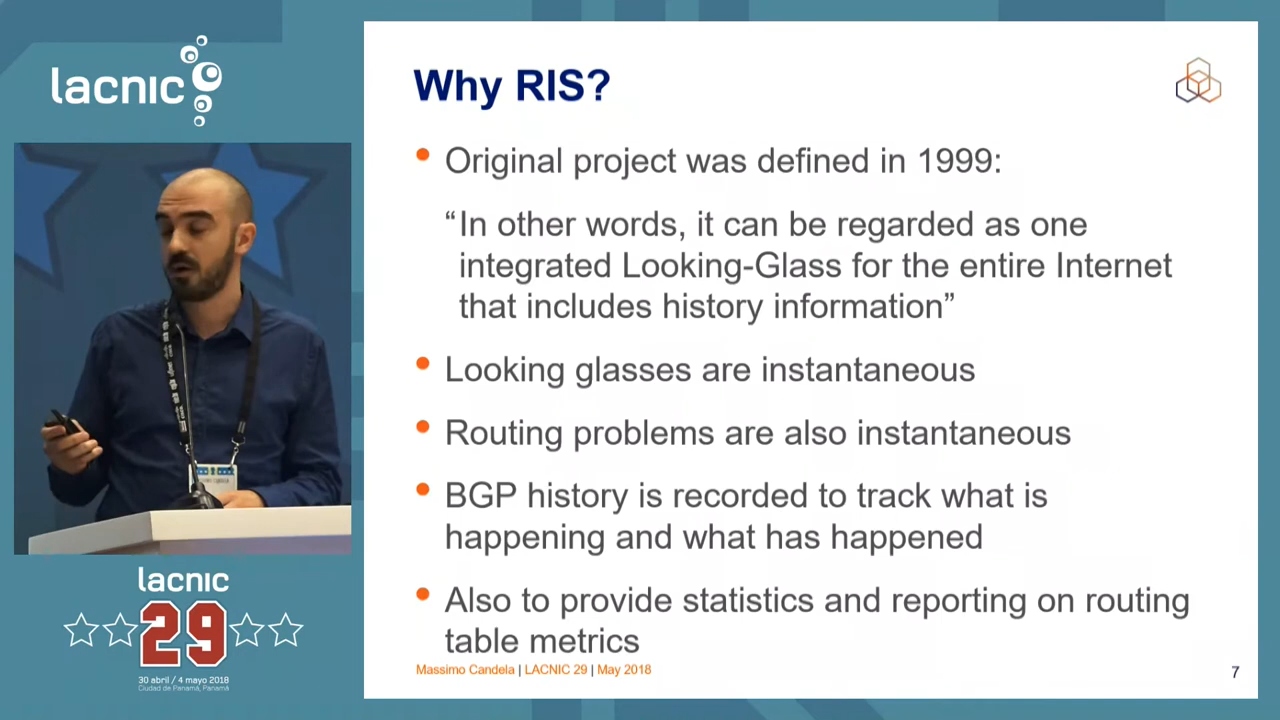 lacnic
Why RIS?
• Original project was defined in 1999:
“In other words, it can be regarded as one
integrated Looking-Glass for the entire Internet
that includes history information”
• Looking glasses are instantaneous
• Routing problems are also instantaneous
• BGP history is recorded to track what is
happening and what has happened
• Also to provide statistics and reporting on routing
table metrics
Massimo Candela | LACNIC 29 | May 2018
7
lacnic
29
30 abril / 4 mayo 2018
Ciudad de Panamá, Panamá